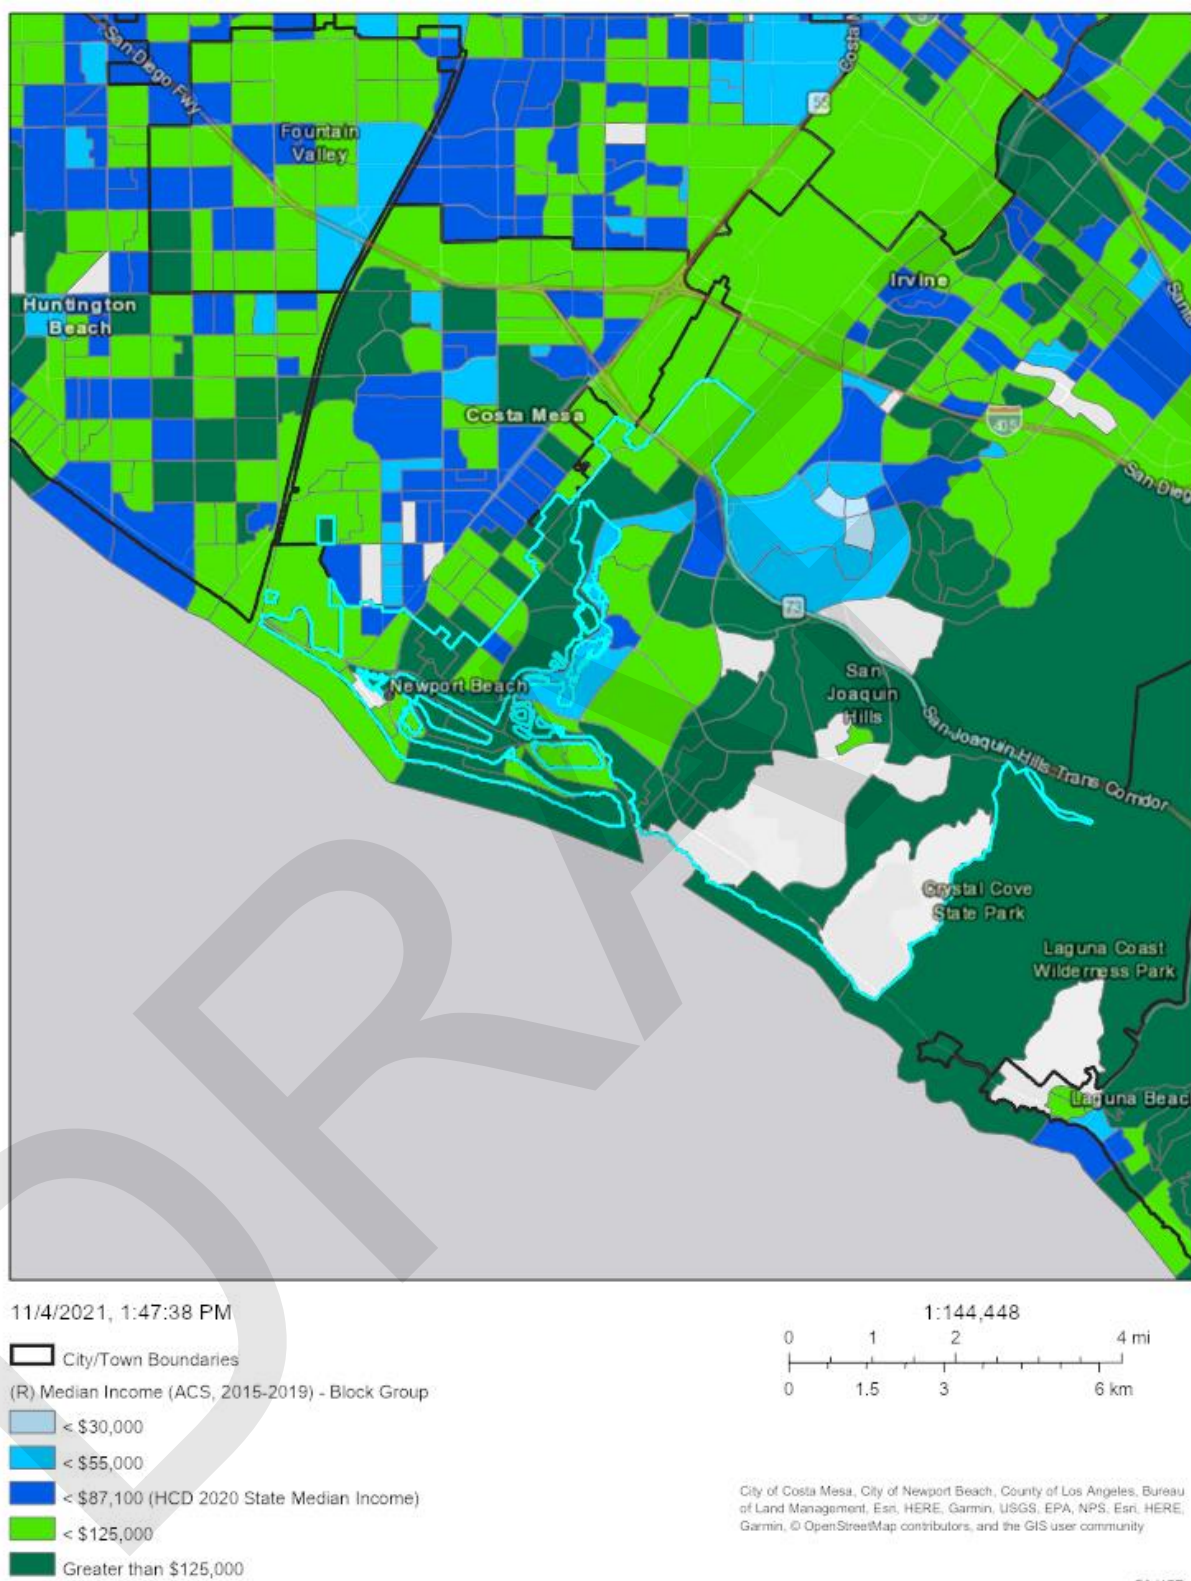 San Diego Fwy
Costa
55
Fountain
Valley
Irvine
Huntington
Beach
Costa Mesa
405
San Dieg
73
San
Joaquin
Hills
Newport Beach
San Joaquin Hills Trans Corridor
Crystal Cove
State Park
Laguna Coast
Wilderness Park
Laguna Beac
DRAFT
11/4/2021, 1:47:38 PM
1:144,448
0 1 2 4 mi
0 1.5 3 6 km
City/Town Boundaries
(R) Median Income (ACS, 2015-2019) - Block Group
< $30,000
< $55,000
< $87,100 (HCD 2020 State Median Income)
< $125,000
Greater than $125,000
City of Costa Mesa, City of Newport Beach, County of Los Angeles, Bureau
of Land Management, Esri, HERE, Garmin, USGS, EPA, NPS, Esri, HERE,
Garmin, © OpenStreetMap contributors, and the GIS user community